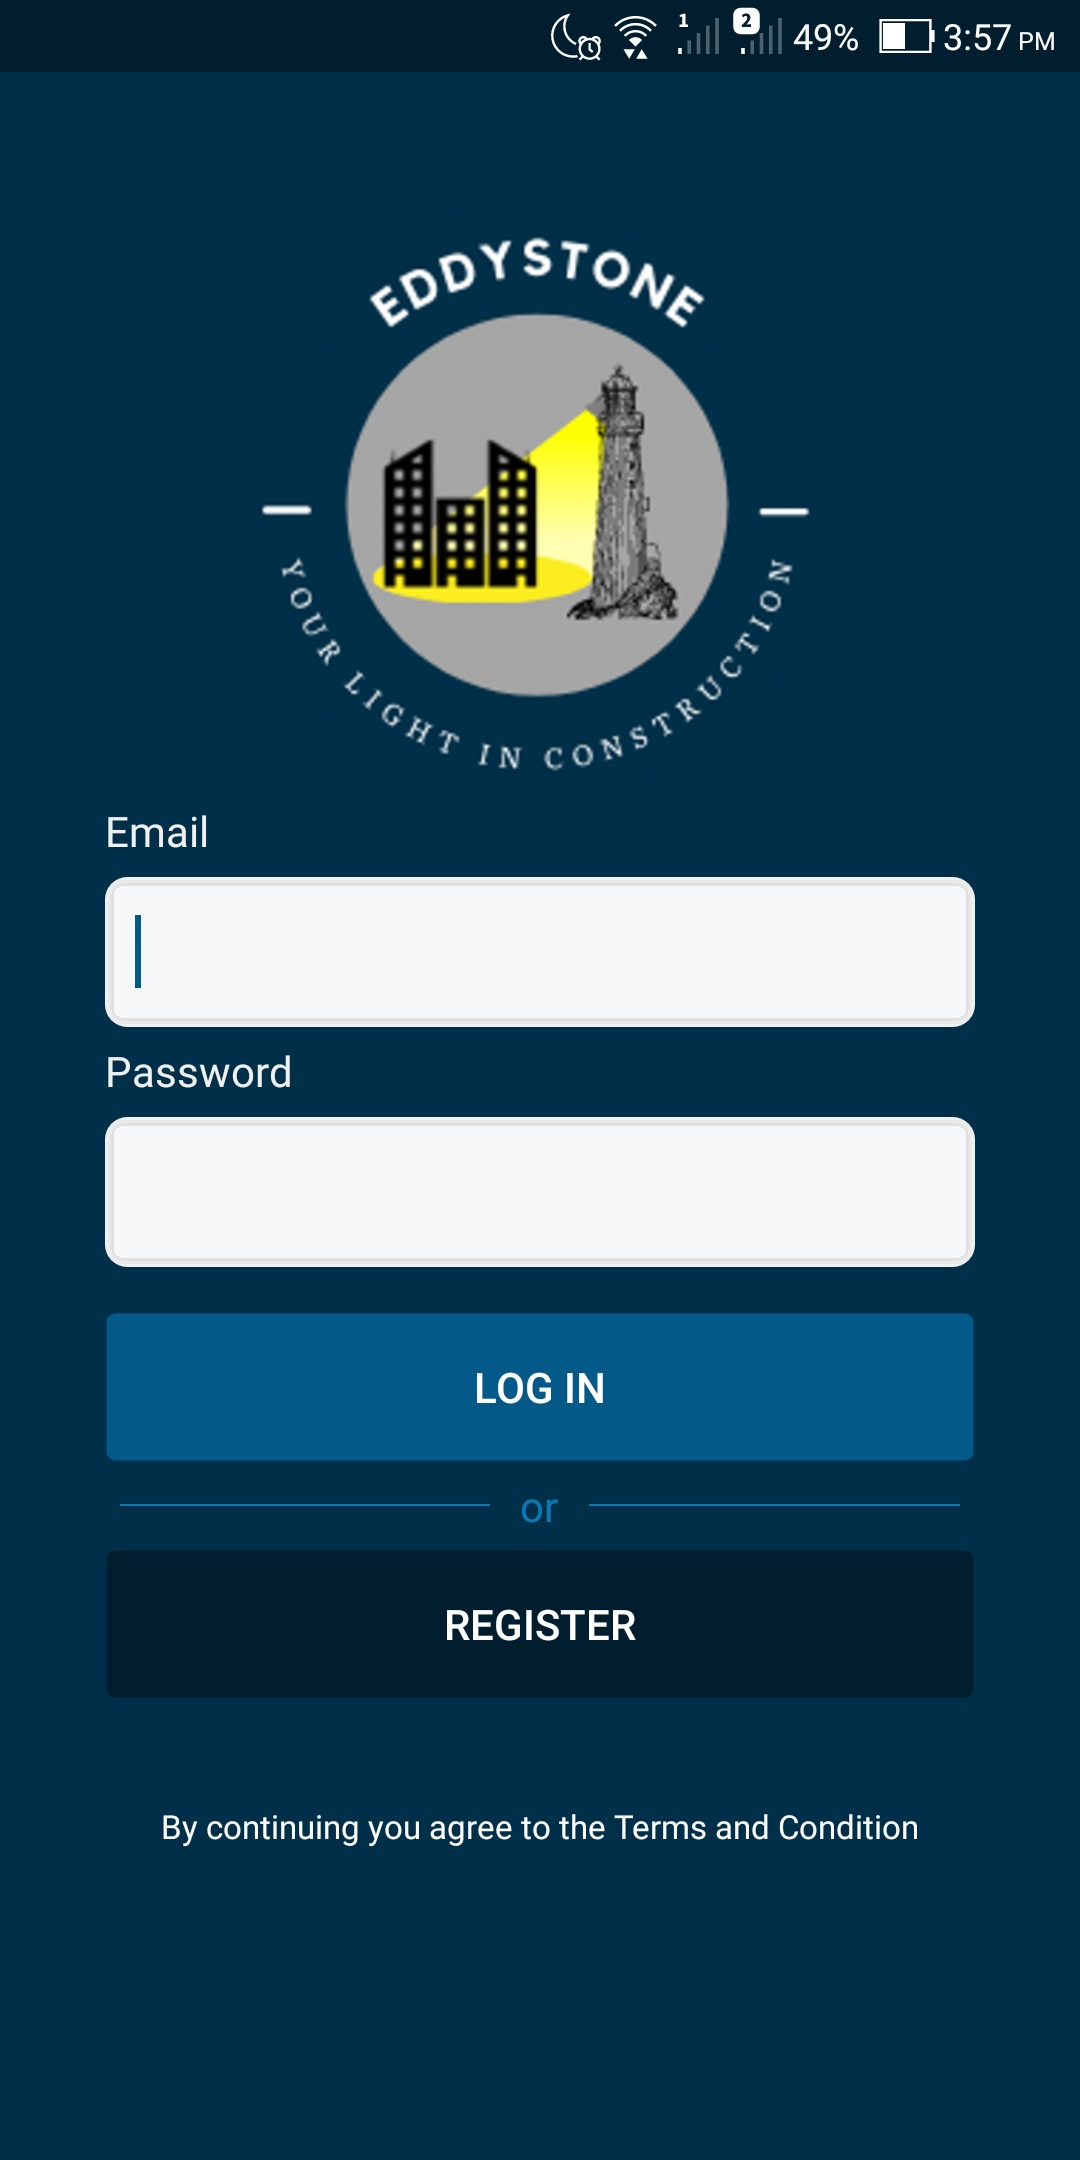 1 2 49% 3:57 PM
EDDYSTONE
YOUR LIGHT IN CONSTRUCTION
Email
Password
LOG IN
or
REGISTER
By continuing you agree to the Terms and Condition